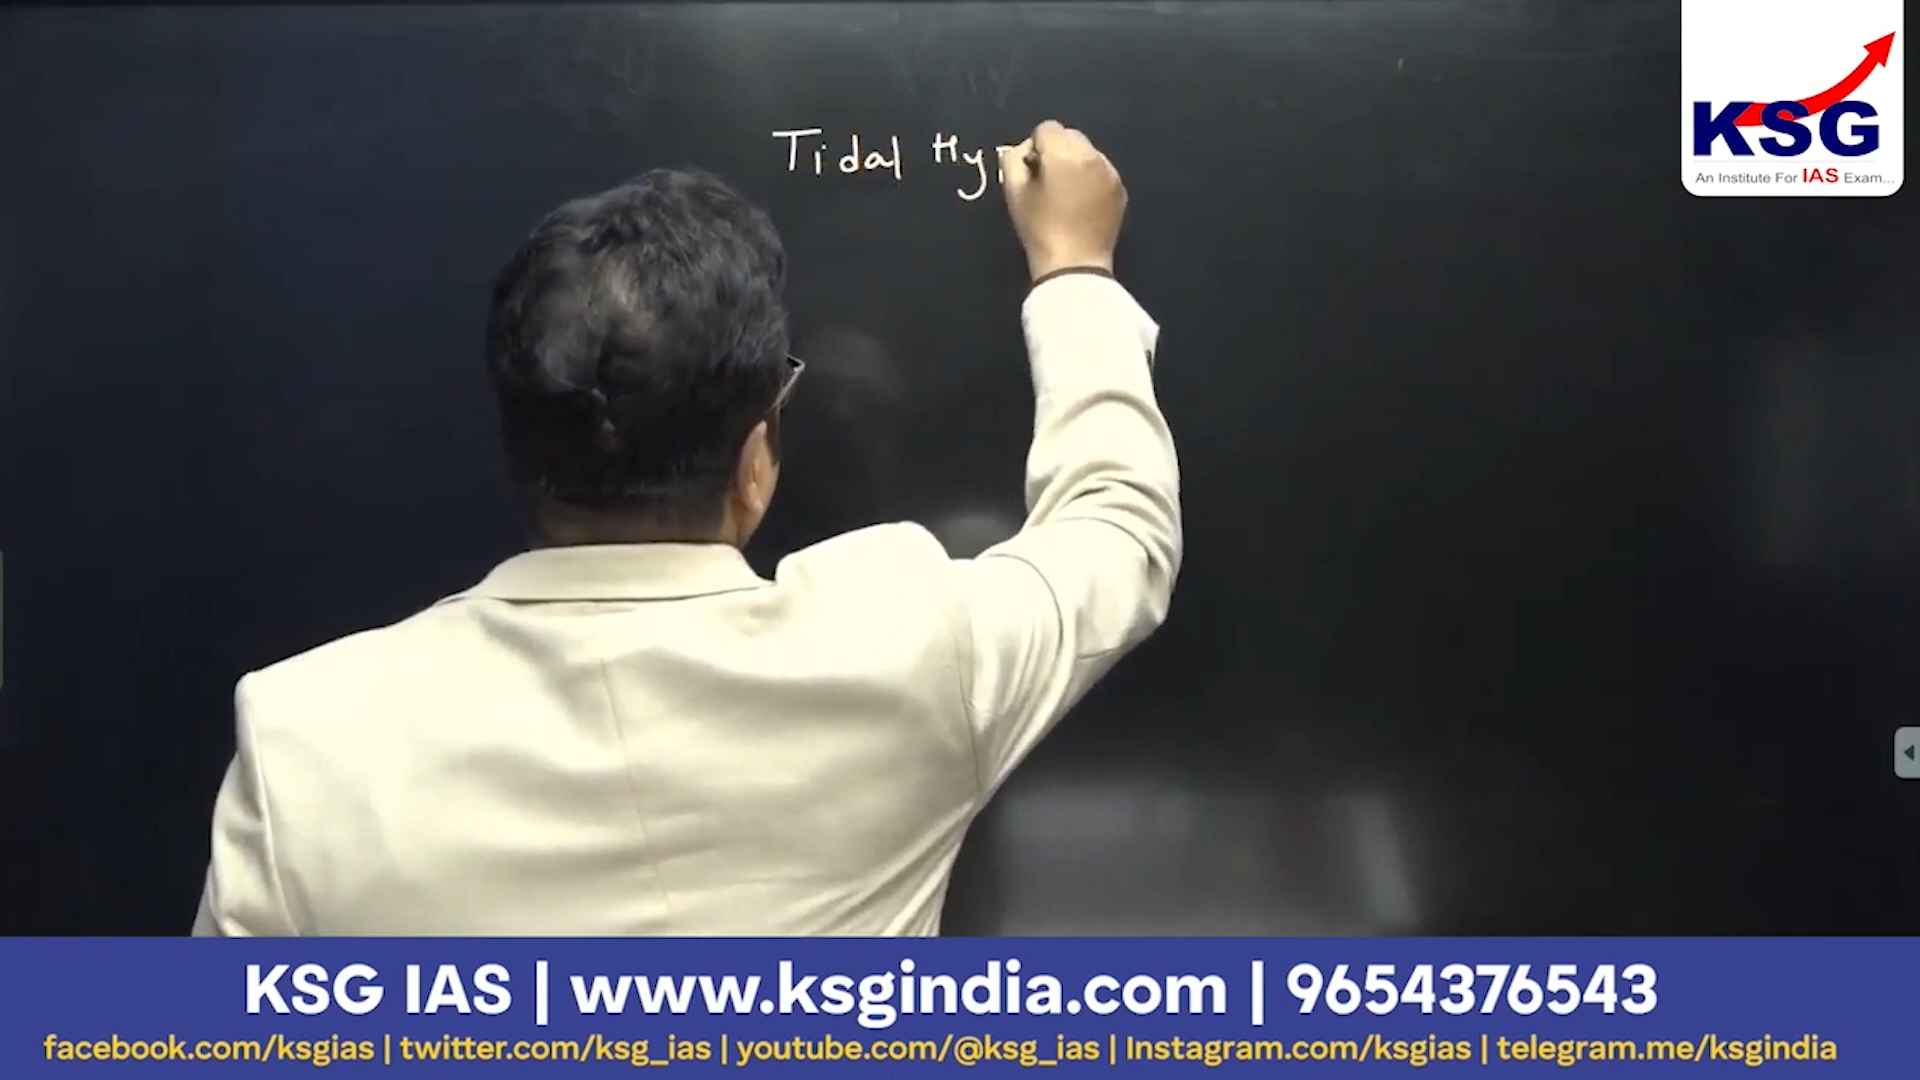 Tidal Hyp
KSG
An Institute For IAS Exam...
KSG IAS | www.ksgindia.com | 9654376543
facebook.com/ksgias | twitter.com/ksg_ias | youtube.com/@ksg_ias | Instagram.com/ksgias | telegram.me/ksgindia